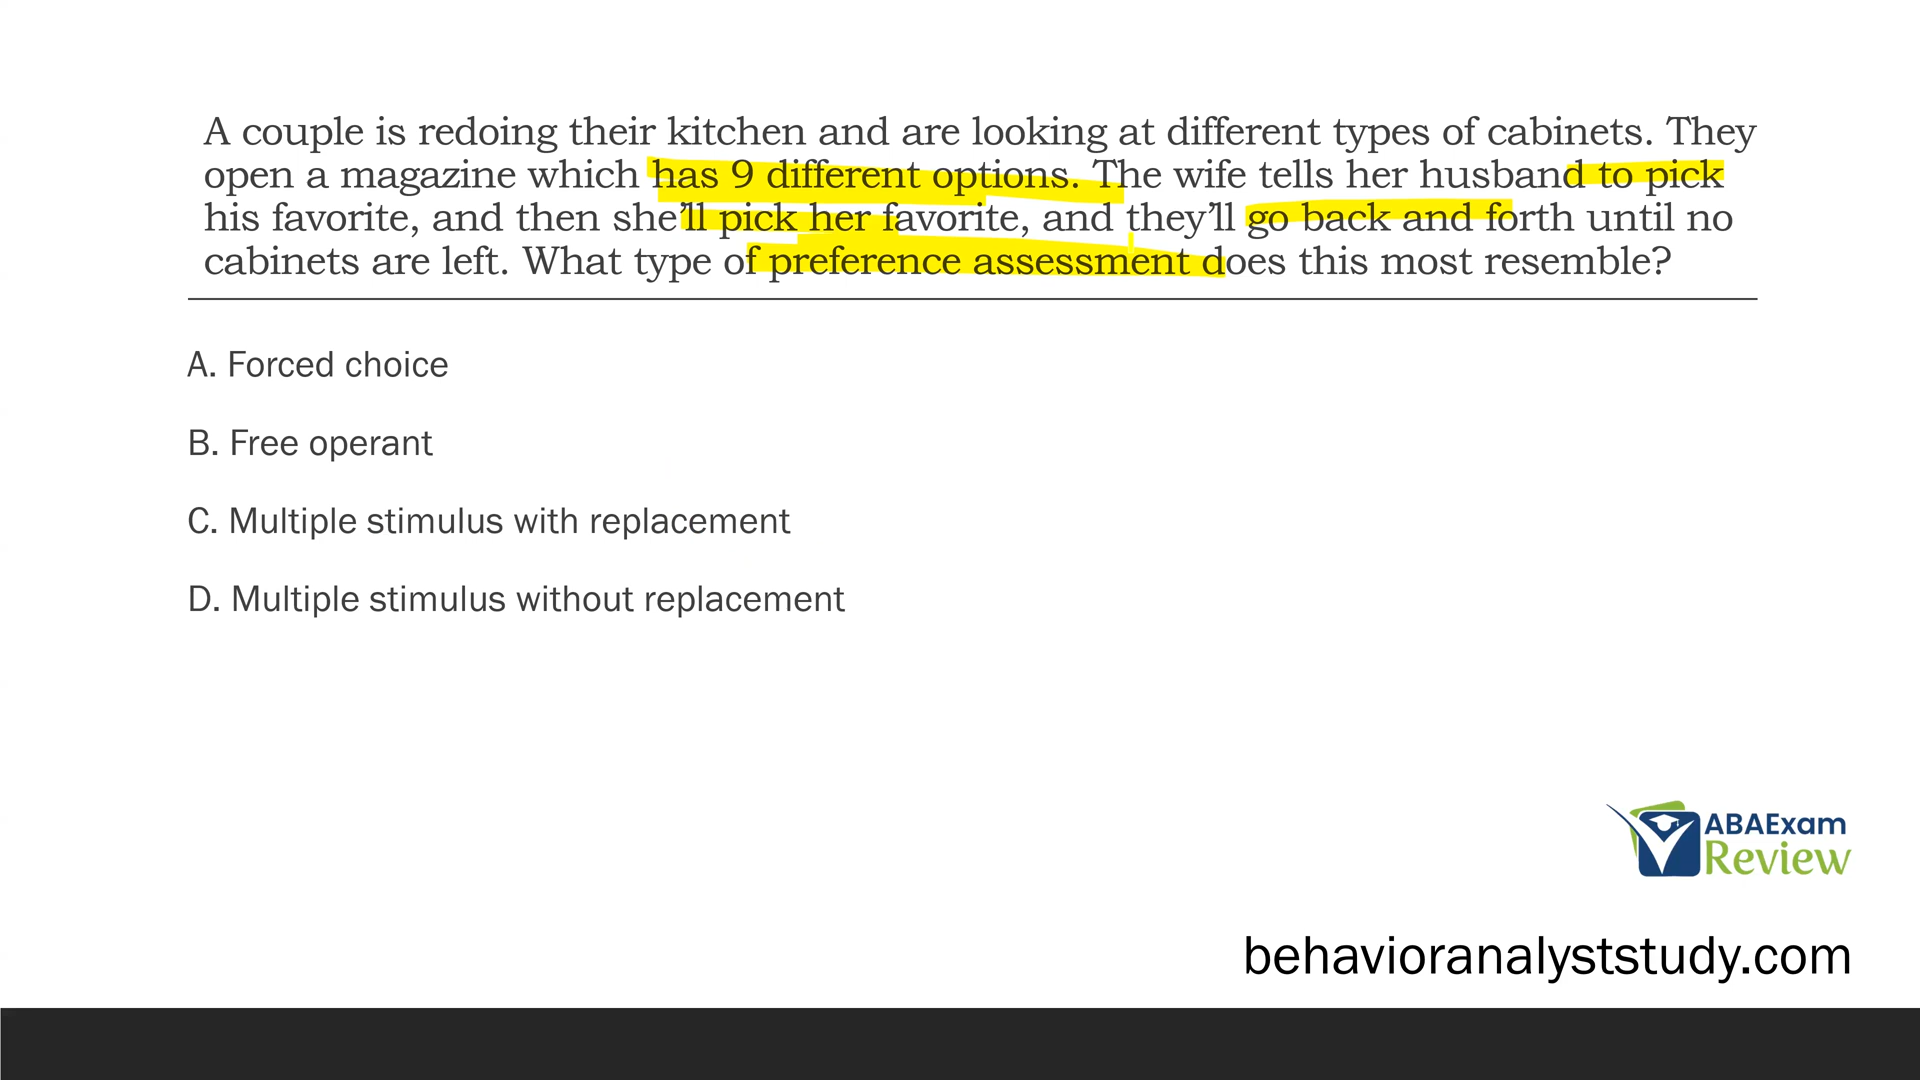 A couple is redoing their kitchen and are looking at different types of cabinets. They
open a magazine which has 9 different options. The wife tells her husband to pick
his favorite, and then she’ll pick her favorite, and they’ll go back and forth until no
cabinets are left. What type of preference assessment does this most resemble?
A. Forced choice
B. Free operant
C. Multiple stimulus with replacement
D. Multiple stimulus without replacement
ABAExam
Review
behavioranalyststudy.com